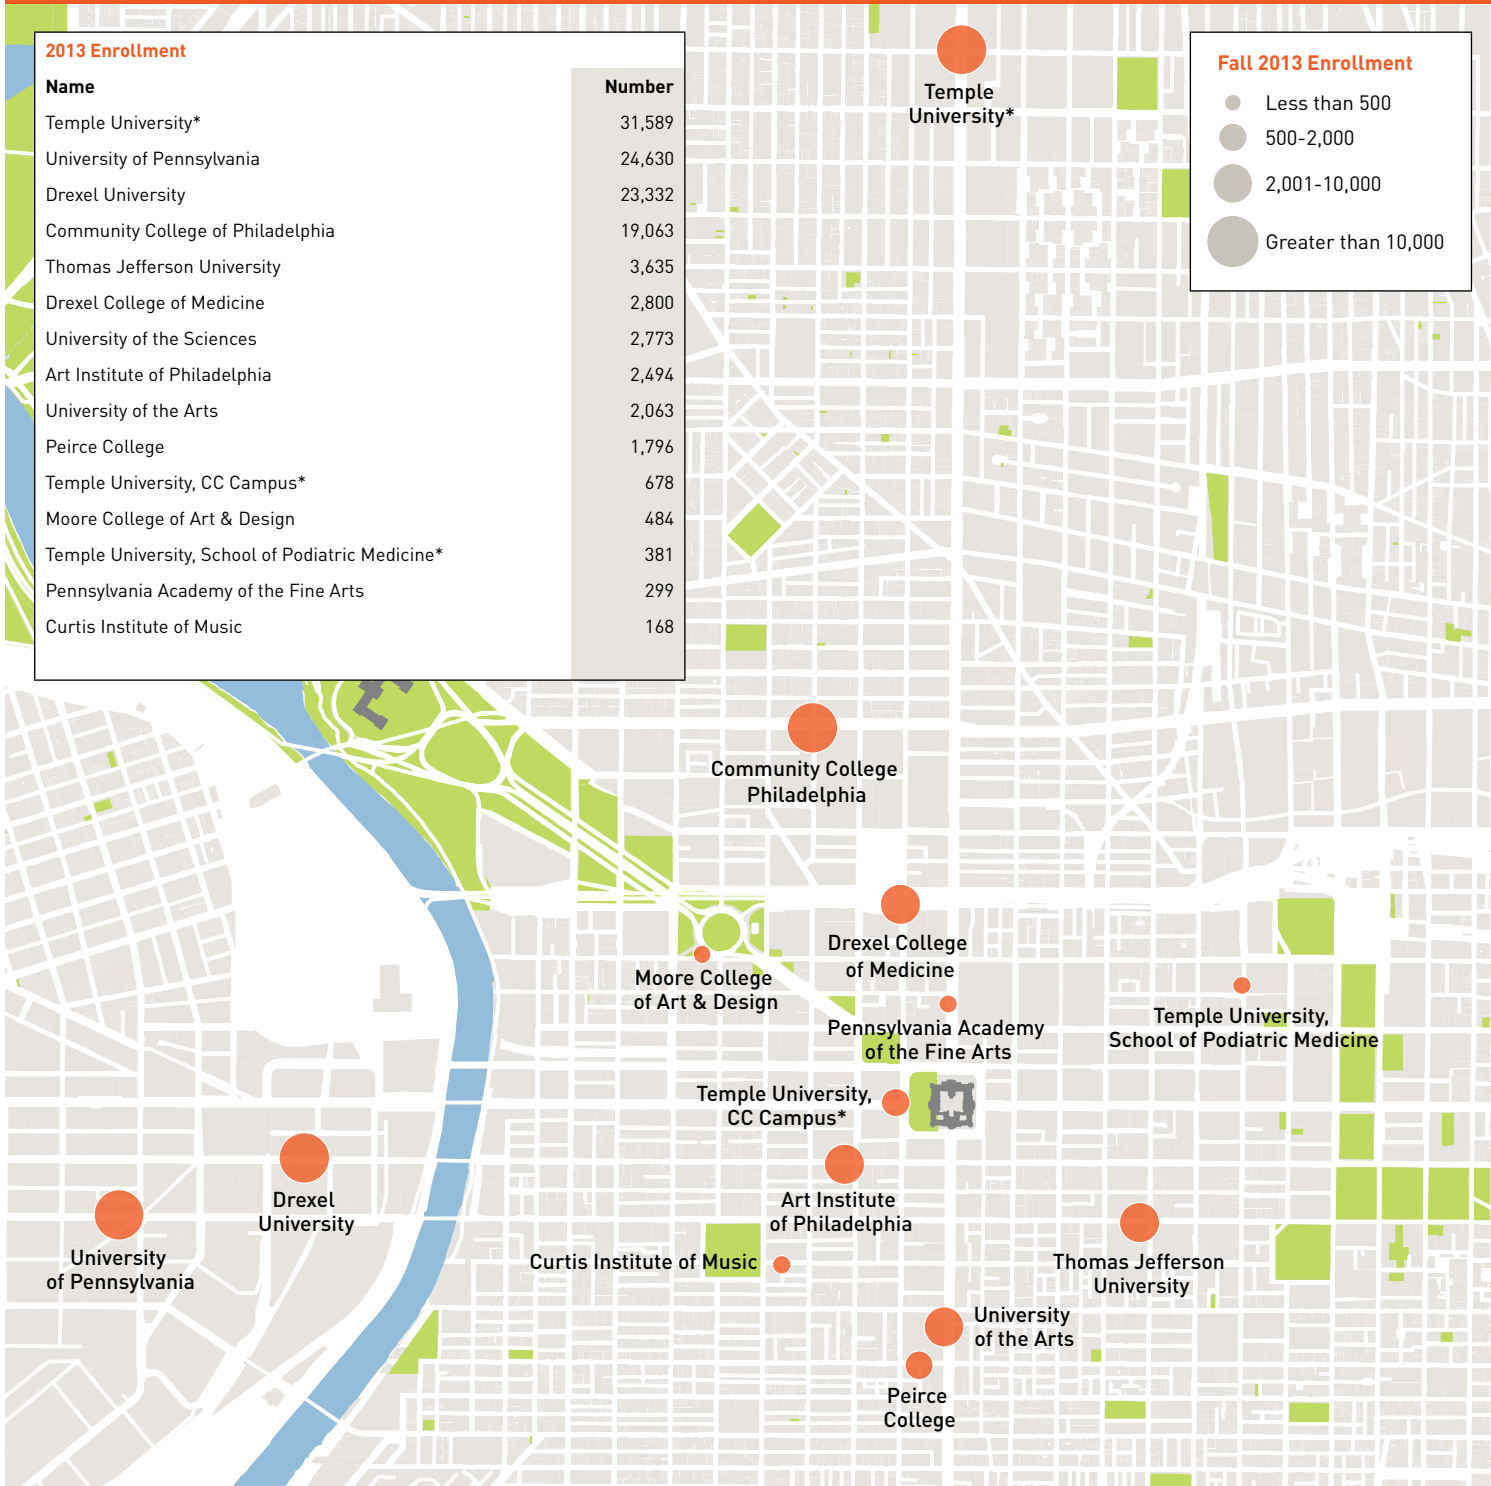 2013 Enrollment
Name Number
Temple University* 31,589
University of Pennsylvania 24,630
Drexel University 23,332
Community College of Philadelphia 19,063
Thomas Jefferson University 3,635
Drexel College of Medicine 2,800
University of the Sciences 2,773
Art Institute of Philadelphia 2,494
University of the Arts 2,063
Peirce College 1,796
Temple University, CC Campus* 678
Moore College of Art & Design 484
Temple University, School of Podiatric Medicine* 381
Pennsylvania Academy of the Fine Arts 299
Curtis Institute of Music 168
Temple
University*
Fall 2013 Enrollment
Less than 500
500-2,000
2,001-10,000
Greater than 10,000
Community College
Philadelphia
Drexel College
of Medicine
Moore College
of Art & Design
Pennsylvania Academy
of the Fine Arts
Temple University,
School of Podiatric Medicine
Temple University,
CC Campus*
Drexel
University
Art Institute
of Philadelphia
University
of Pennsylvania
Curtis Institute of Music
Thomas Jefferson
University
University
of the Arts
Peirce
College